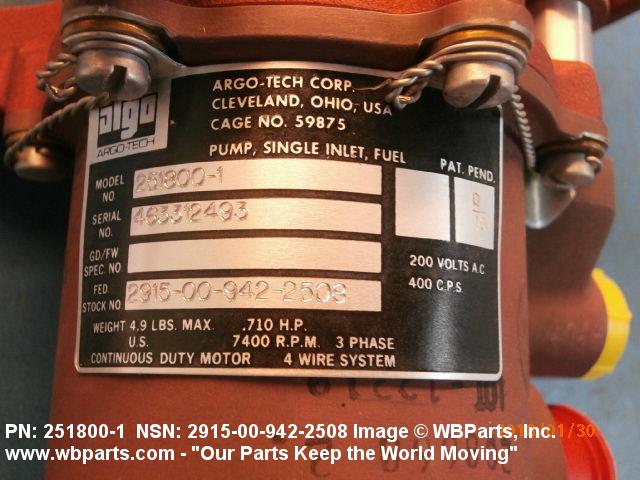 argo
ARGO-TECH
ARGO-TECH CORP.
CLEVELAND, OHIO, USA
CAGE NO. 59875
PUMP, SINGLE INLET, FUEL
PAT. PEND.
MODEL NO. 251800-1
SERIAL NO. 463312493
GD/FW SPEC. NO.
FED. STOCK NO. 2915-00-942-2508
200 VOLTS A.C.
400 C.P.S.
WEIGHT 4.9 LBS. MAX. .710 H.P.
U.S. 7400 R.P.M. 3 PHASE
CONTINUOUS DUTY MOTOR 4 WIRE SYSTEM
PN: 251800-1 NSN: 2915-00-942-2508 Image © WBParts, Inc.
www.wbparts.com - "Our Parts Keep the World Moving"